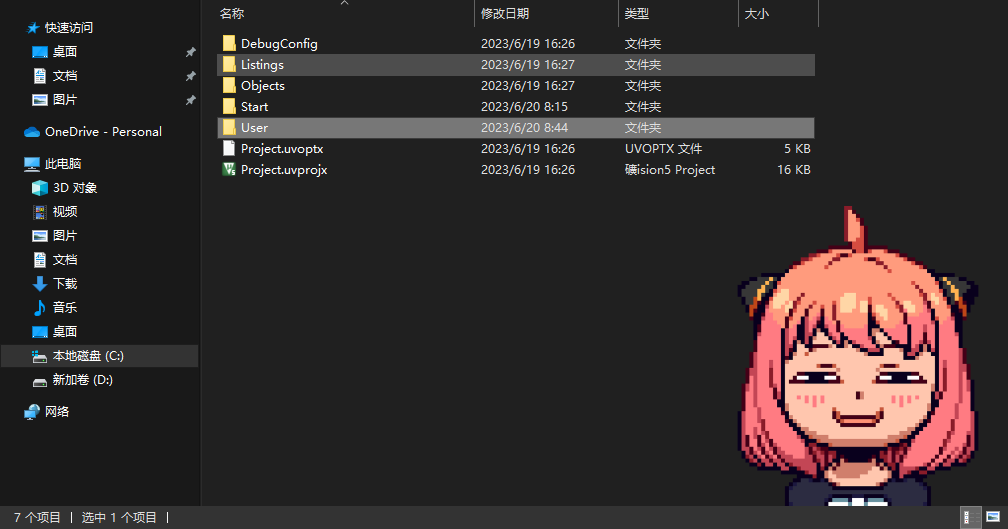 快速访问
桌面
文档
图片
OneDrive - Personal
此电脑
3D 对象
视频
图片
文档
下载
音乐
桌面
本地磁盘 (C:)
新加卷 (D:)
网络
名称 修改日期 类型 大小
DebugConfig 2023/6/19 16:26 文件夹
Listings 2023/6/19 16:27 文件夹
Objects 2023/6/19 16:27 文件夹
Start 2023/6/20 8:15 文件夹
User 2023/6/20 8:44 文件夹
Project.uvoptx 2023/6/19 16:26 UVOPTX 文件 5 KB
Project.uvprojx 2023/6/19 16:26 礦ision5 Project 16 KB
7 个项目 选中 1 个项目